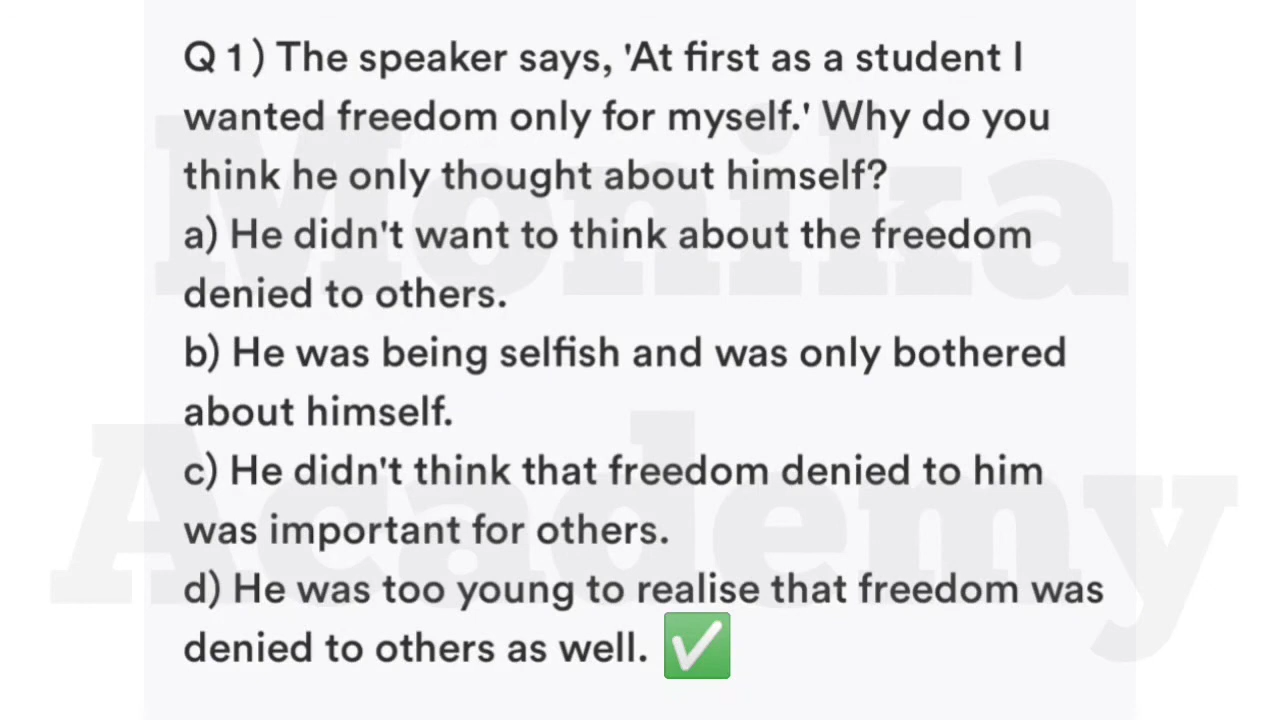 Q 1) The speaker says, 'At first as a student I
wanted freedom only for myself.' Why do you
think he only thought about himself?
a) He didn't want to think about the freedom
denied to others.
b) He was being selfish and was only bothered
about himself.
c) He didn't think that freedom denied to him
was important for others.
d) He was too young to realise that freedom was
denied to others as well. ✅
Monika
Academy